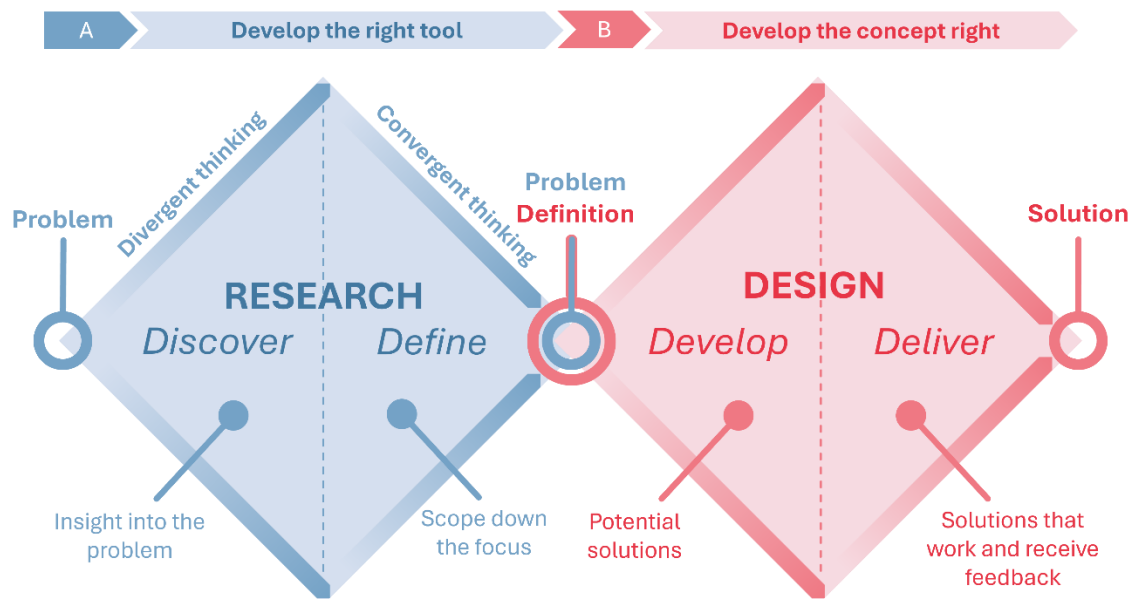 A
Develop the right tool
B
Develop the concept right
Divergent thinking
Convergent thinking
Problem
Problem
Definition
Solution
RESEARCH
DESIGN
Discover
Define
Develop
Deliver
Insight into the
problem
Scope down
the focus
Potential
solutions
Solutions that
work and receive
feedback